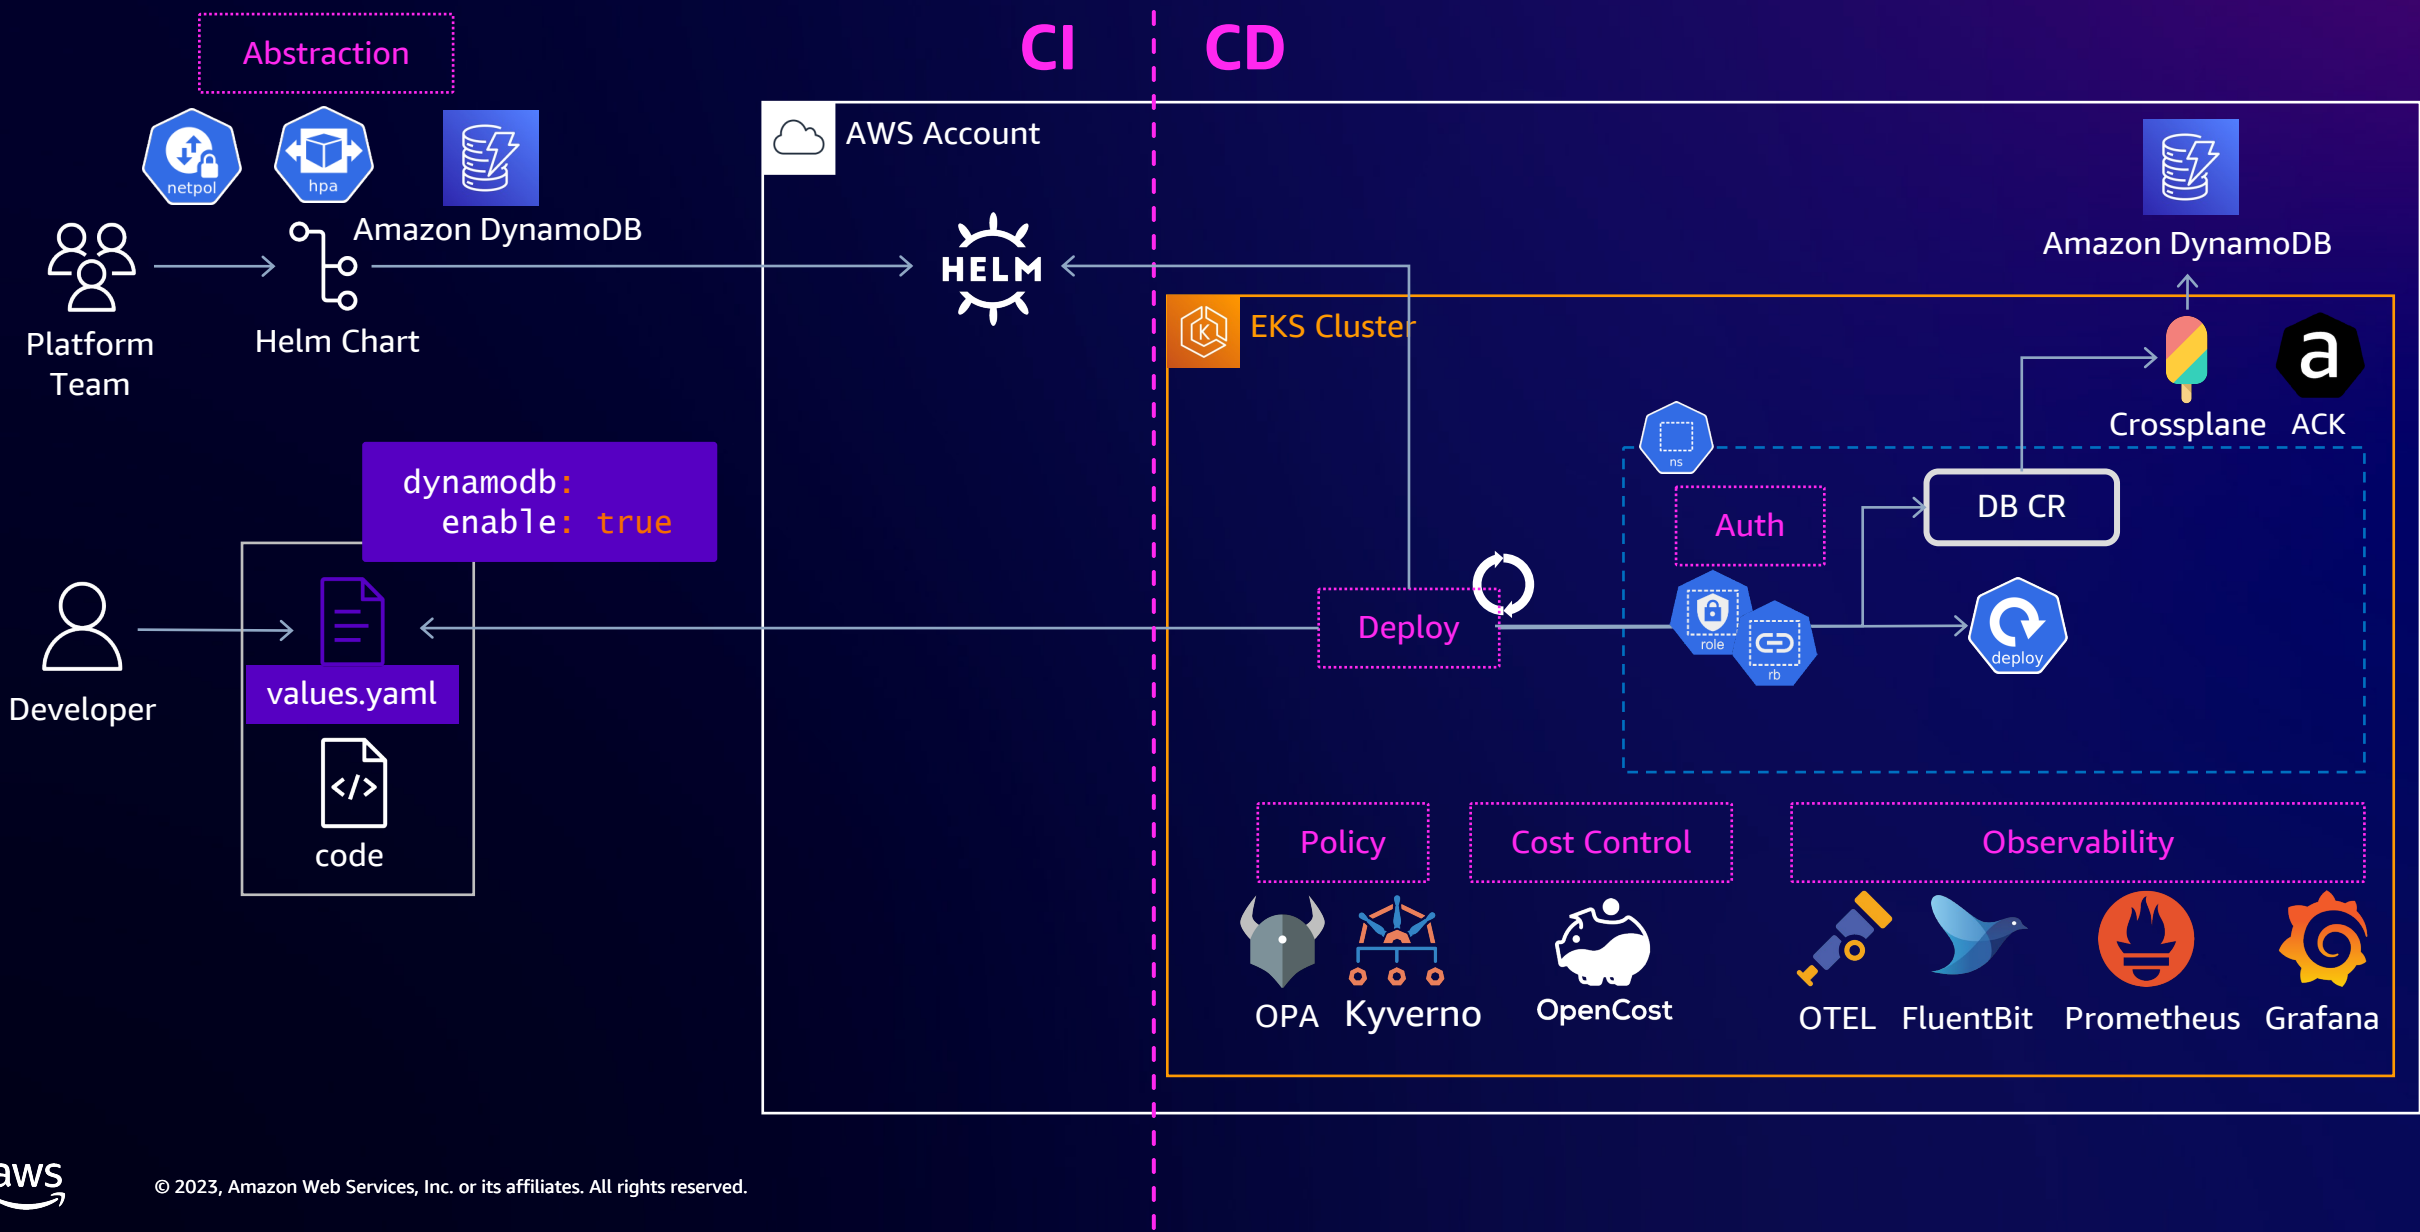 Abstraction
CI
CD
netpol
hpa
Amazon DynamoDB
Platform
Team
Helm Chart
AWS Account
HELM
Amazon DynamoDB
EKS Cluster
K
a
Crossplane
ACK
ns
dynamodb:
enable: true
Developer
values.yaml
</>
code
Deploy
Auth
role
rb
DB CR
deploy
Policy
Cost Control
Observability
OPA
Kyverno
OpenCost
OTEL
FluentBit
Prometheus
Grafana
aws
© 2023, Amazon Web Services, Inc. or its affiliates. All rights reserved.